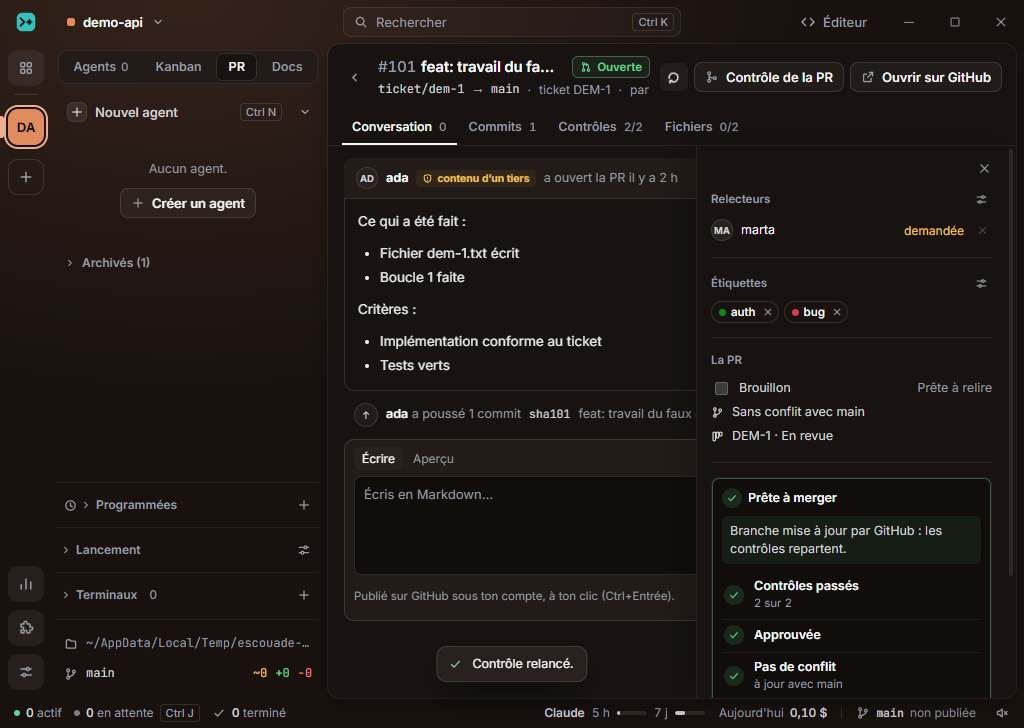 demo-api
Rechercher
Ctrl K
Éditeur
Agents 0
Kanban
PR
Docs
DA
Nouvel agent
Ctrl N
Aucun agent.
Créer un agent
Archivés (1)
Programmées
Lancement
Terminaux 0
~/AppData/Local/Temp/escouade-…
main
~0 +0 -0
#101 feat: travail du fa...
Ouverte
ticket/dem-1 → main · ticket DEM-1 · par
Contrôle de la PR
Ouvrir sur GitHub
Conversation 0
Commits 1
Contrôles 2/2
Fichiers 0/2
AD ada contenu d’un tiers a ouvert la PR il y a 2 h
Ce qui a été fait :
• Fichier dem-1.txt écrit
• Boucle 1 faite
Critères :
• Implémentation conforme au ticket
• Tests verts
ada a poussé 1 commit sha101 feat: travail du faux
Écrire
Aperçu
Écris en Markdown...
Publié sur GitHub sous ton compte, à ton clic (Ctrl+Entrée).
Contrôle relancé.
Relecteurs
MA marta
demandée
Étiquettes
auth
bug
La PR
Brouillon
Prête à relire
Sans conflit avec main
DEM-1 · En revue
Prête à merger
Branche mise à jour par GitHub : les
contrôles repartent.
Contrôles passés
2 sur 2
Approuvée
Pas de conflit
à jour avec main
0 actif
0 en attente
Ctrl J
0 terminé
Claude 5 h
7 j
Aujourd'hui 0,10 $
main non publiée